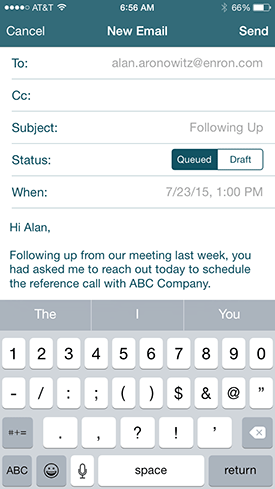 AT&T 6:56 AM 66%
Cancel New Email Send
To: alan.aronowitz@enron.com
Cc:
Subject: Following Up
Status: Queued Draft
When: 7/23/15, 1:00 PM
Hi Alan,
Following up from our meeting last week, you
had asked me to reach out today to schedule
the reference call with ABC Company.
The I You
1 2 3 4 5 6 7 8 9 0
- / : ; ( ) $ & @ ”
#+= . , ? ! ’
ABC space return